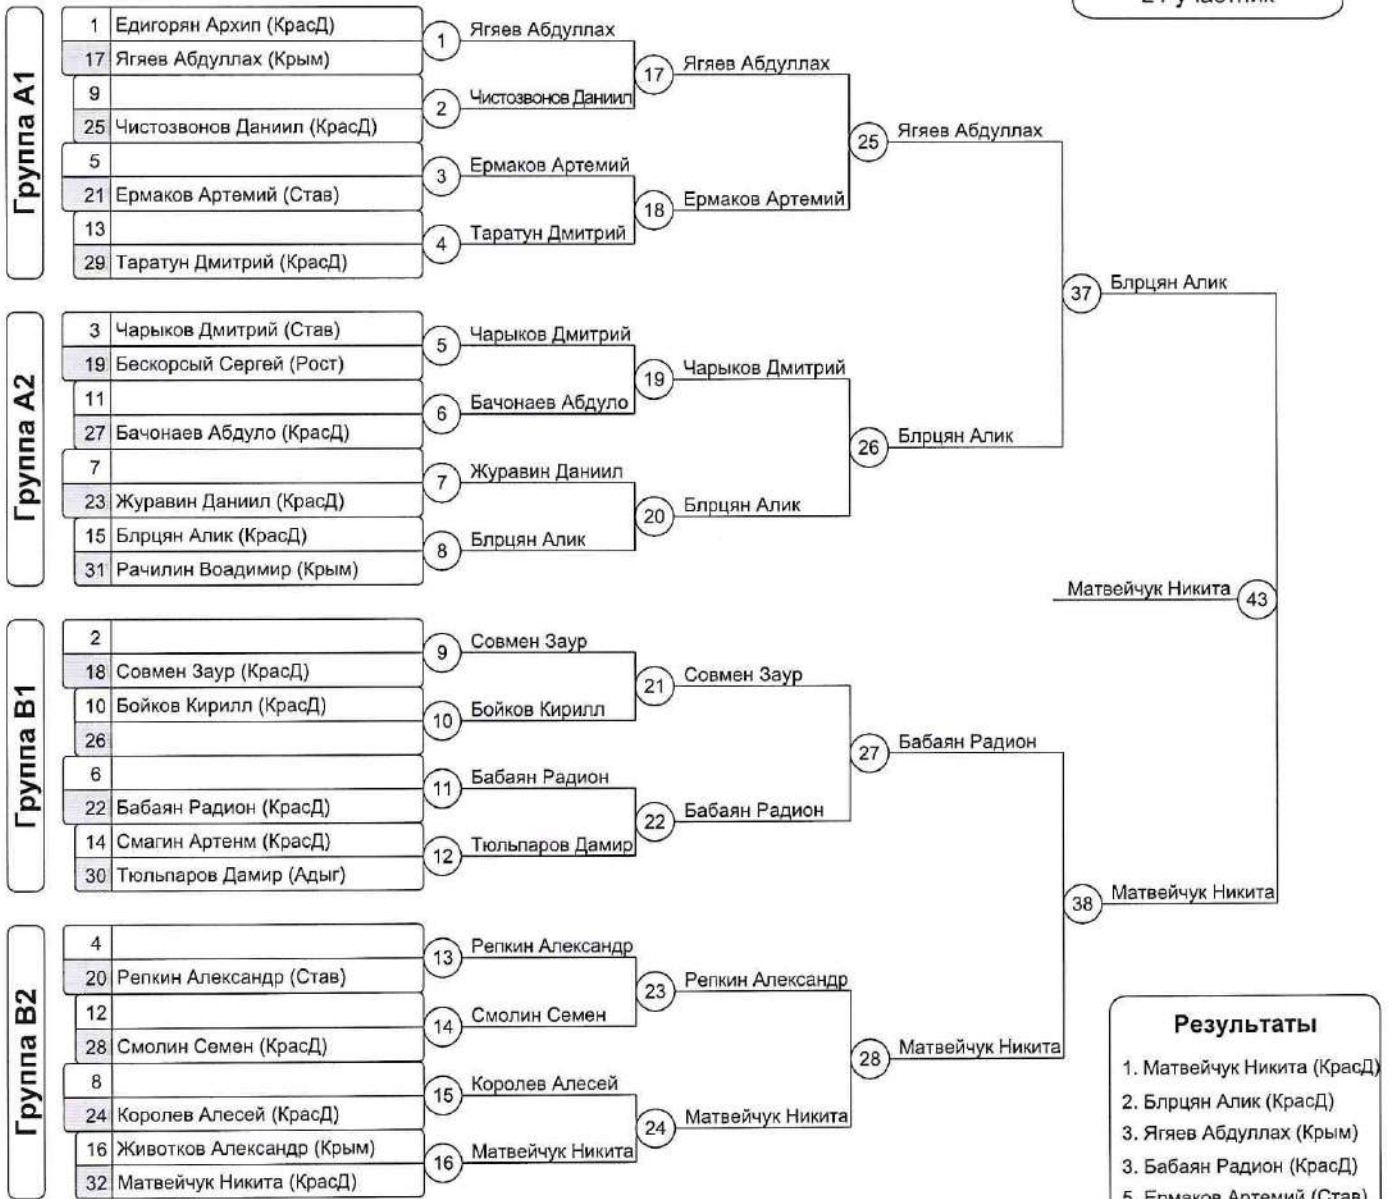 21 участник
Группа A1
1 Едигорян Архип (КрасД)
17 Ягяев Абдуллах (Крым)
9
25 Чистозвонов Даниил (КрасД)
5
21 Ермаков Артемий (Став)
13
29 Таратун Дмитрий (КрасД)
1 Ягяев Абдуллах
2 Чистозвонов Даниил
3 Ермаков Артемий
4 Таратун Дмитрий
17 Ягяев Абдуллах
18 Ермаков Артемий
25 Ягяев Абдуллах
Группа A2
3 Чарыков Дмитрий (Став)
19 Бескорсый Сергей (Рост)
11
27 Бачонаев Абдуло (КрасД)
7
23 Журавин Даниил (КрасД)
15 Блрцян Алик (КрасД)
31 Рачилин Воадимир (Крым)
5 Чарыков Дмитрий
6 Бачонаев Абдуло
7 Журавин Даниил
8 Блрцян Алик
19 Чарыков Дмитрий
20 Блрцян Алик
26 Блрцян Алик
37 Блрцян Алик
Матвейчук Никита 43
Группа B1
2
18 Совмен Заур (КрасД)
10 Бойков Кирилл (КрасД)
26
6
22 Бабаян Радион (КрасД)
14 Смагин Артенм (КрасД)
30 Тюльпаров Дамир (Адыг)
9 Совмен Заур
10 Бойков Кирилл
11 Бабаян Радион
12 Тюльпаров Дамир
21 Совмен Заур
22 Бабаян Радион
27 Бабаян Радион
38 Матвейчук Никита
Группа B2
4
20 Репкин Александр (Став)
12
28 Смолин Семен (КрасД)
8
24 Королев Алесей (КрасД)
16 Животков Александр (Крым)
32 Матвейчук Никита (КрасД)
13 Репкин Александр
14 Смолин Семен
15 Королев Алесей
16 Матвейчук Никита
23 Репкин Александр
24 Матвейчук Никита
28 Матвейчук Никита
Результаты
1. Матвейчук Никита (КрасД)
2. Блрцян Алик (КрасД)
3. Ягяев Абдуллах (Крым)
3. Бабаян Радион (КрасД)
5. Ермаков Артемий (Став)